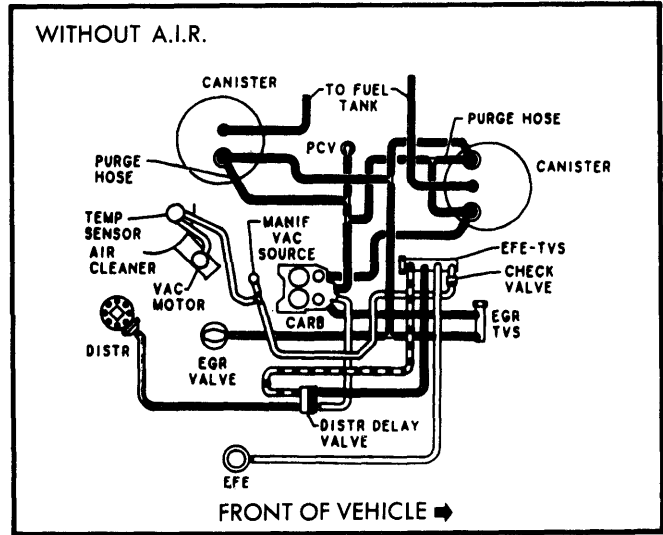 WITHOUT A.I.R.
CANISTER
TO FUEL
TANK
PURGE HOSE
PCV
CANISTER
PURGE
HOSE
TEMP
SENSOR
AIR
CLEANER
VAC
MOTOR
MANIF
VAC
SOURCE
EFE-TVS
CHECK
VALVE
CARB
EGR
TVS
DISTR
EGR
VALVE
DISTR DELAY
VALVE
EFE
FRONT OF VEHICLE